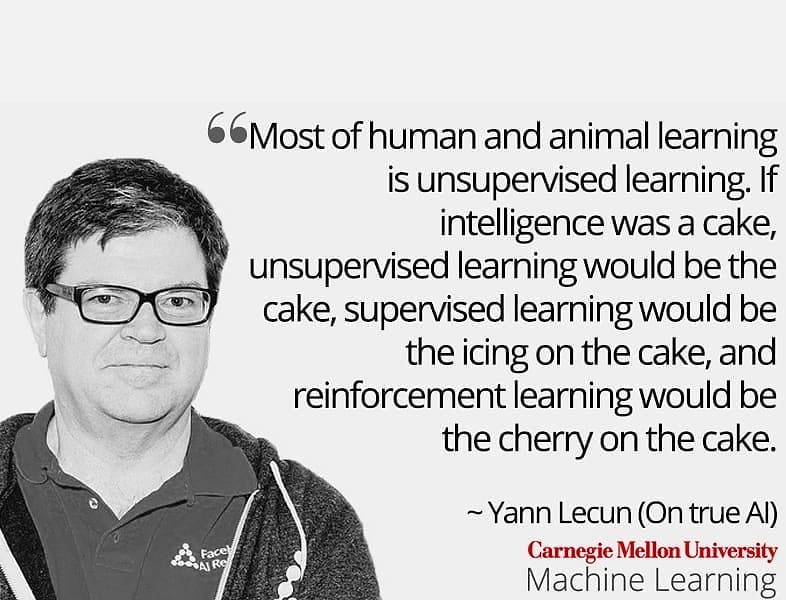 “Most of human and animal learning
is unsupervised learning. If
intelligence was a cake,
unsupervised learning would be the
cake, supervised learning would be
the icing on the cake, and
reinforcement learning would be
the cherry on the cake.
~ Yann Lecun (On true AI)
Carnegie Mellon University
Machine Learning
AI